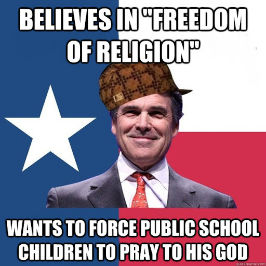 BELIEVES IN "FREEDOM
OF RELIGION"
WANTS TO FORCE PUBLIC SCHOOL
CHILDREN TO PRAY TO HIS GOD